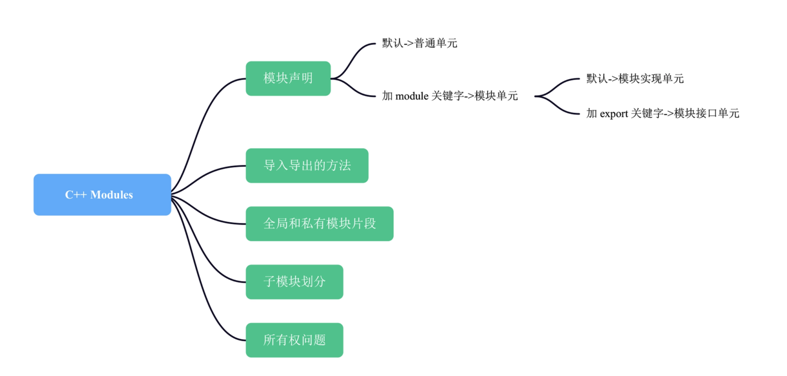 默认->普通单元
模块声明
默认->模块实现单元
加 module 关键字->模块单元
加 export 关键字->模块接口单元
导入导出的方法
C++ Modules
全局和私有模块片段
子模块划分
所有权问题